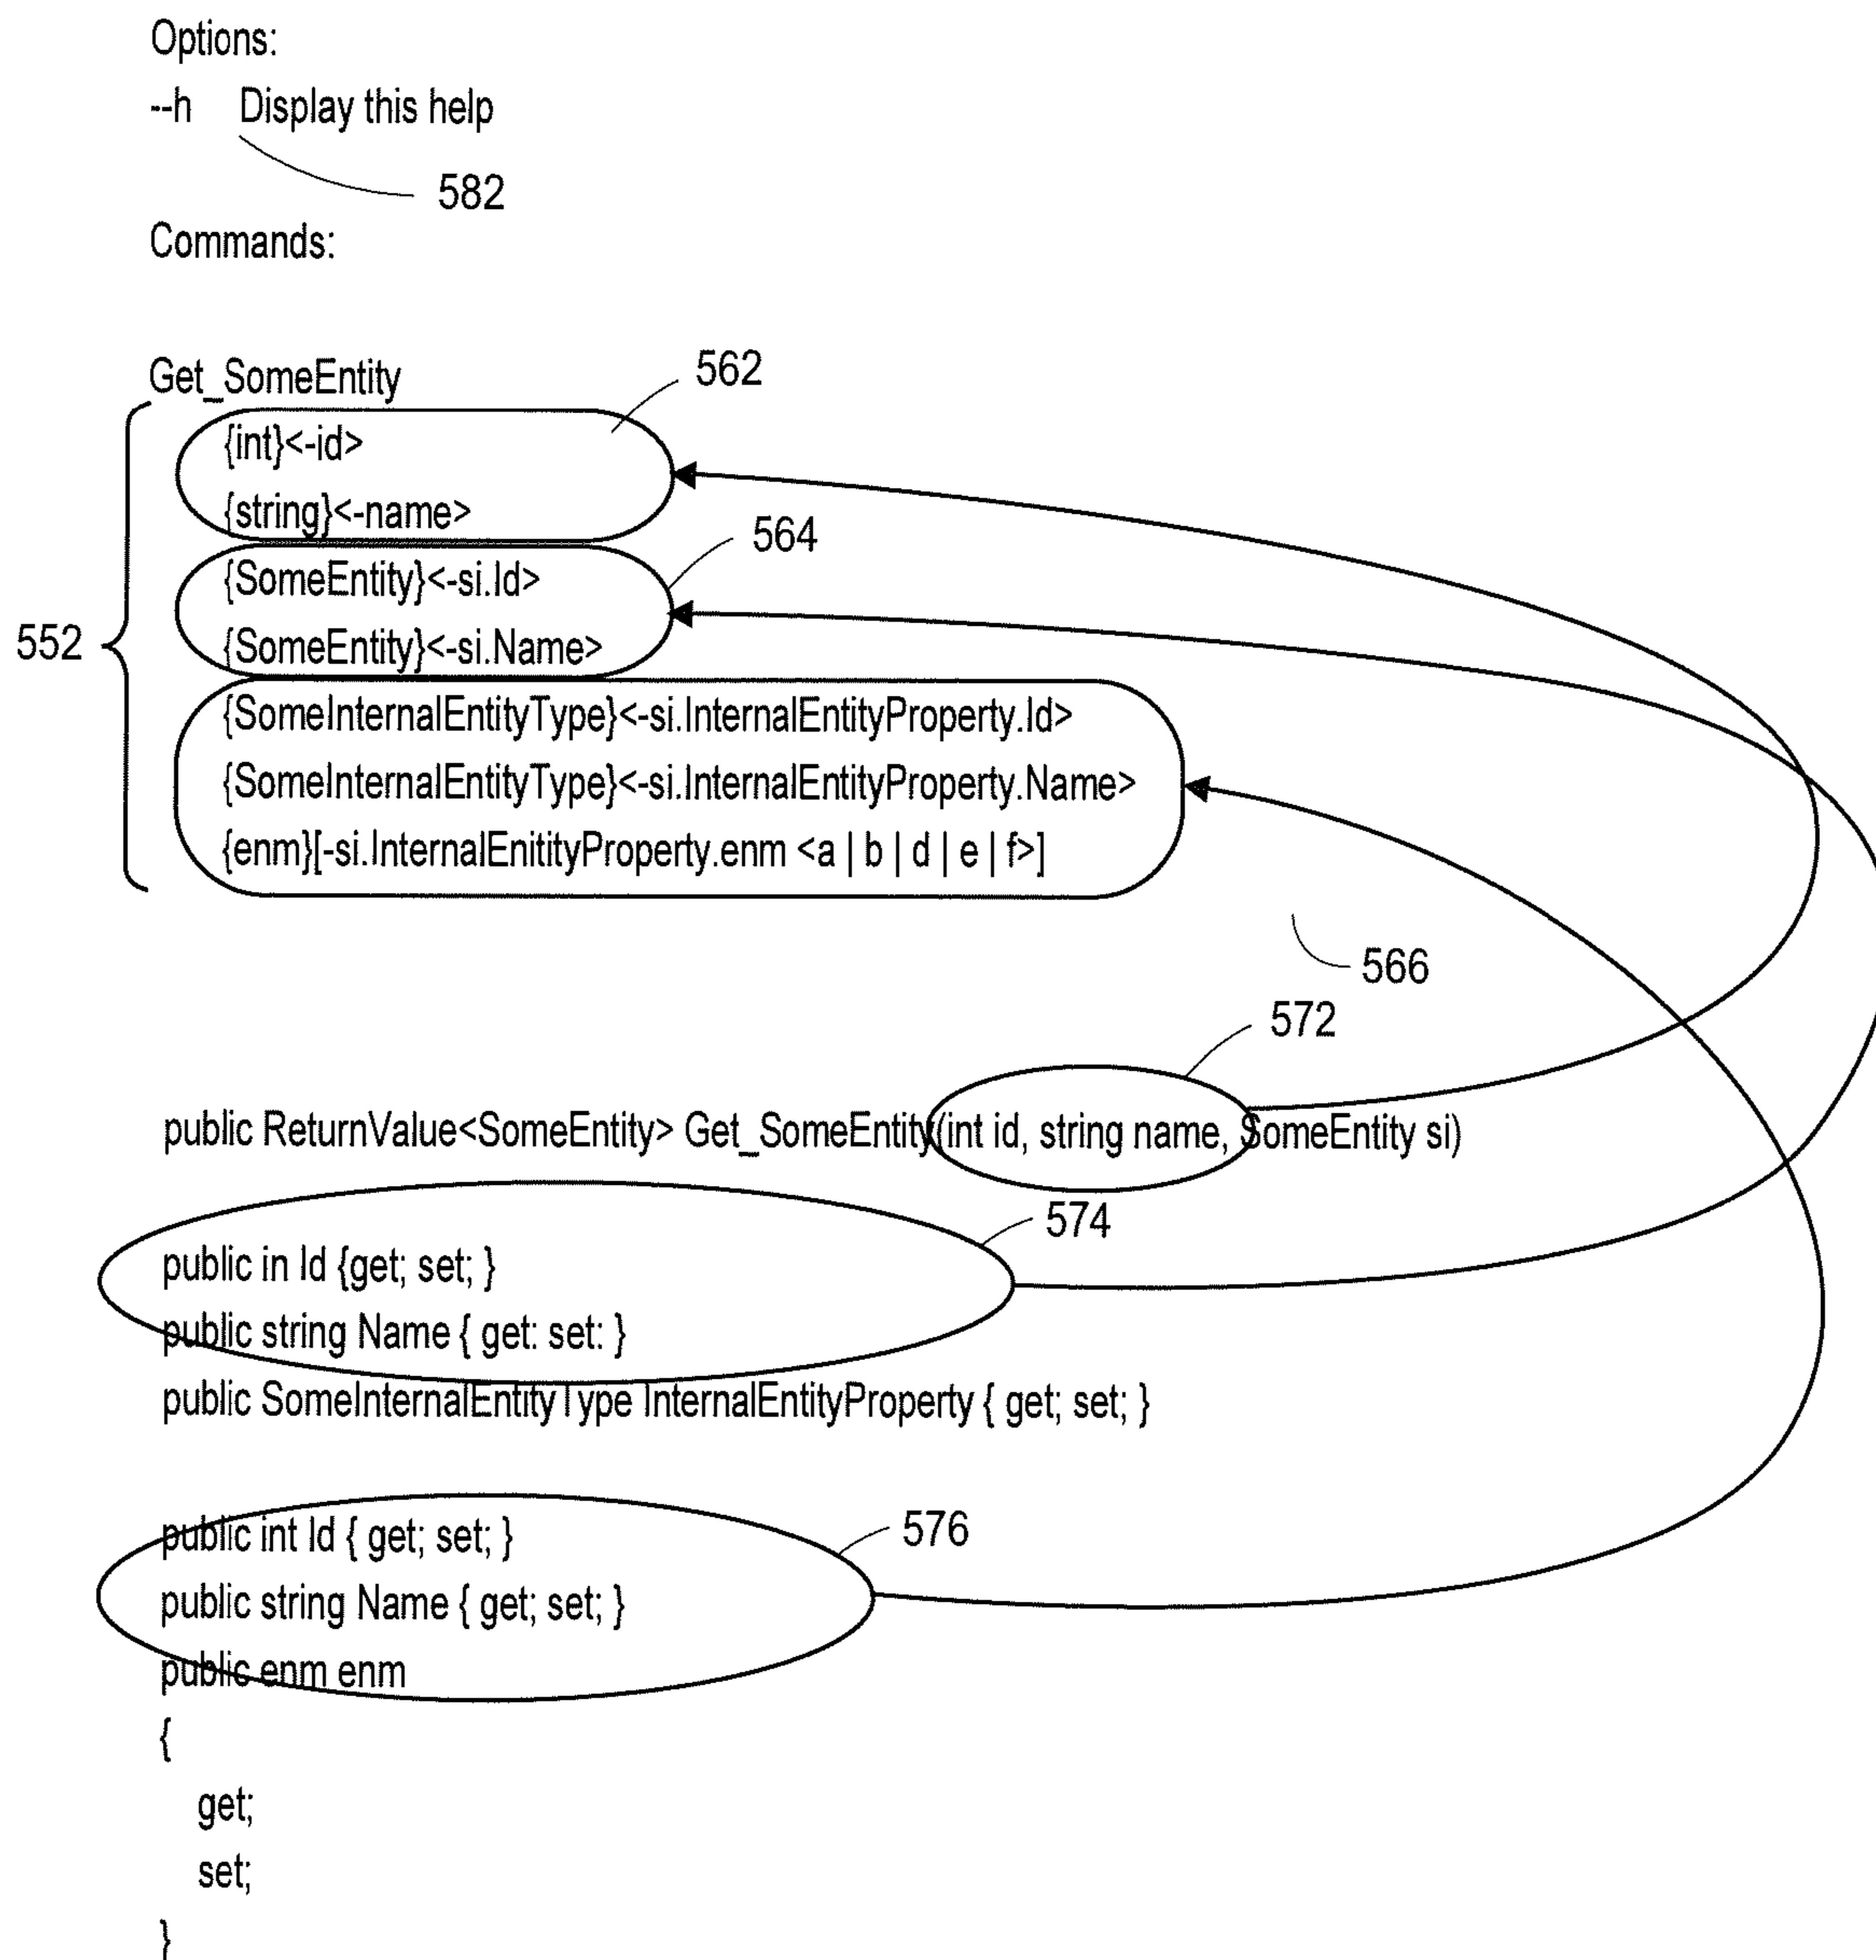 Options:
--h Display this help
582
Commands:
Get_SomeEntity
562
{int}<-id>
{string}<-name>
564
{SomeEntity}<-si.Id>
552
{SomeEntity}<-si.Name>
{SomeInternalEntityType}<-si.InternalEntityProperty.Id>
{SomeInternalEntityType}<-si.InternalEntityProperty.Name>
{enm}[-si.InternalEnitityProperty.enm <a | b | d | e | f>]
566
572
public ReturnValue<SomeEntity> Get_SomeEntity(int id, string name, SomeEntity si)
574
public in Id {get; set; }
public string Name { get: set: }
public SomeInternalEntityType InternalEntityProperty { get; set; }
public int Id { get; set; }
576
public string Name { get; set; }
public enm enm
{
get;
set;
}